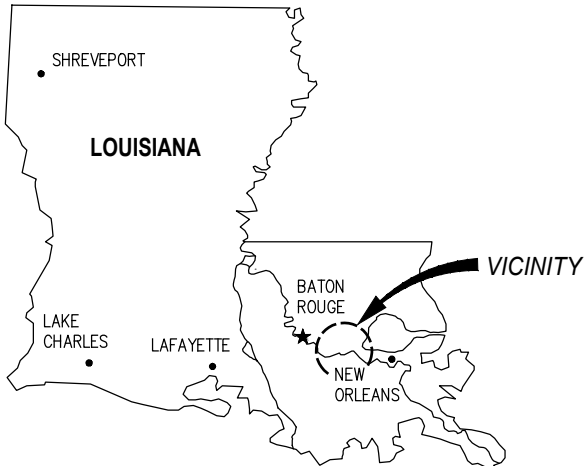 SHREVEPORT
LOUISIANA
VICINITY
BATON
ROUGE
LAKE
CHARLES
LAFAYETTE
NEW
ORLEANS